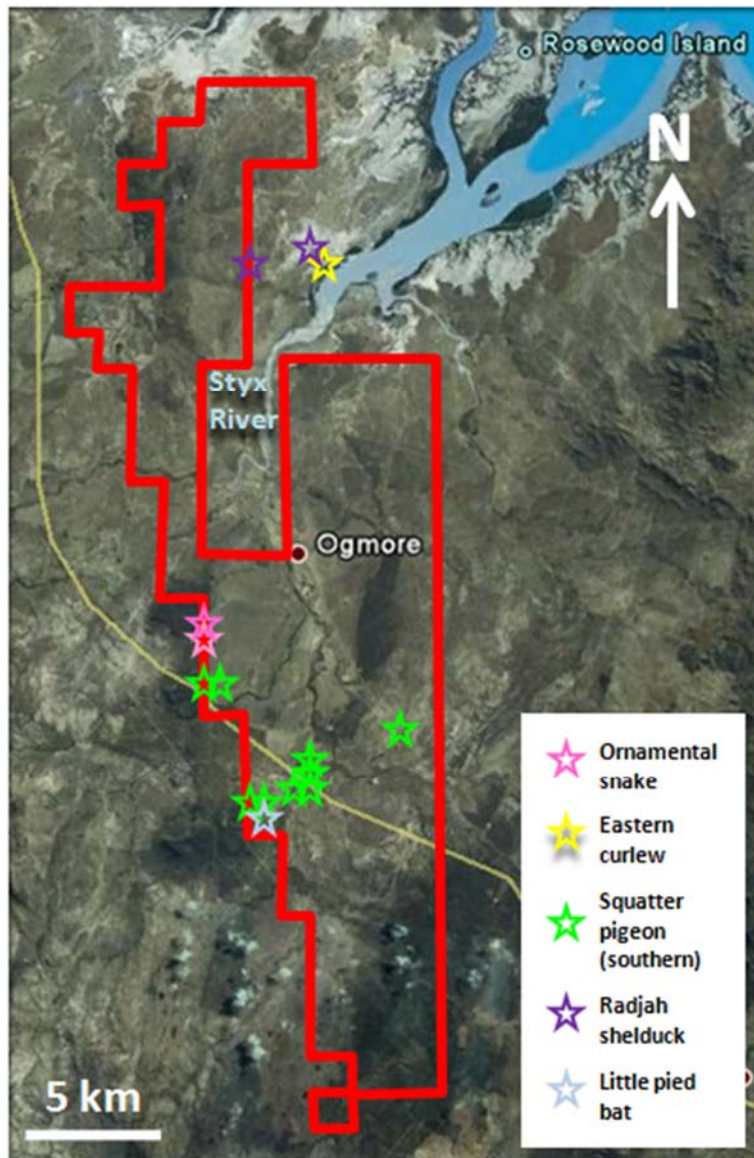 Rosewood Island
N
Styx
River
Ogmore
Ornamental
snake
Eastern
curlew
Squatter
pigeon
(southern)
Radjah
shelduck
Little pied
bat
5 km